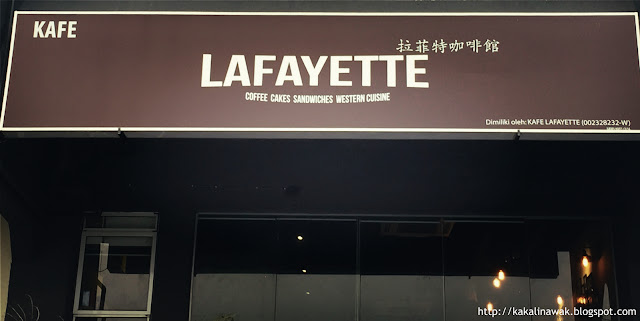 KAFE
拉菲特咖啡館
LAFAYETTE
COFFEE CAKES SANDWICHES WESTERN CUISINE
Dimiliki oleh: KAFE LAFAYETTE (002328232-W)
http://kakalinawak.blogspot.com